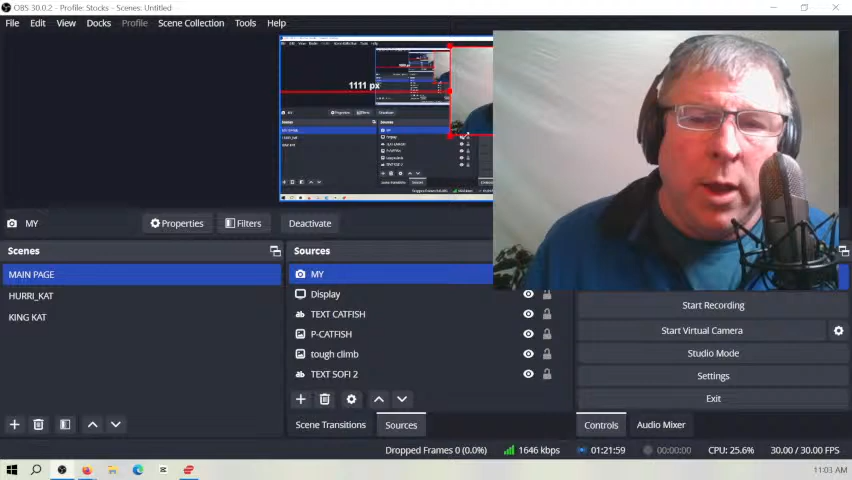 OBS 30.0.2 - Profile: Stocks - Scenes: Untitled
File Edit View Docks Profile Scene Collection Tools Help
1111 px
MY Properties Filters Deactivate
Scenes Sources
MAIN PAGE
HURRI_KAT
KING KAT
MY
Display
TEXT CATFISH
P-CATFISH
tough climb
TEXT SOFI 2
Start Recording
Start Virtual Camera
Studio Mode
Settings
Exit
Scene Transitions Sources Controls Audio Mixer
Dropped Frames 0 (0.0%) 1646 kbps 01:21:59 00:00:00 CPU: 25.6% 30.00 / 30.00 FPS
11:03 AM